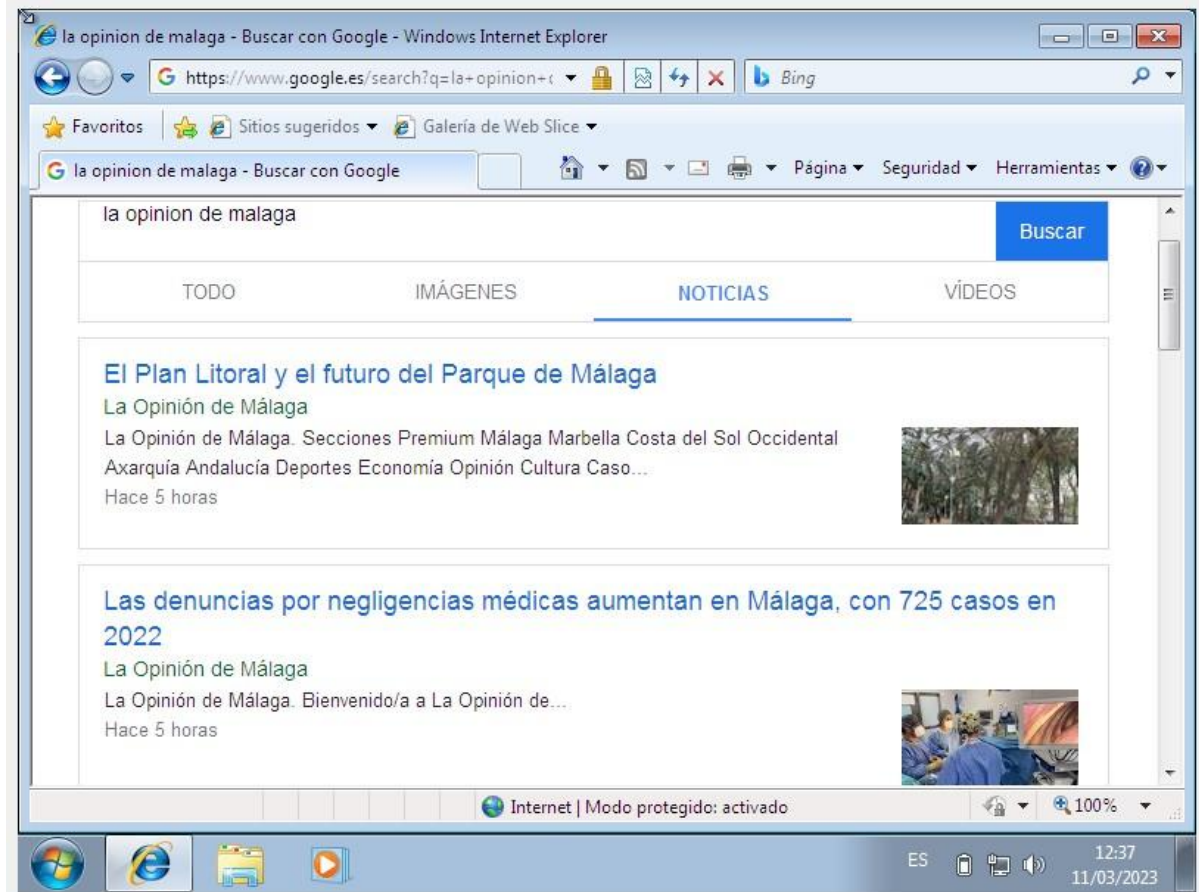 la opinion de malaga - Buscar con Google - Windows Internet Explorer
https://www.google.es/search?q=la+opinion+
Bing
Favoritos
Sitios sugeridos
Galería de Web Slice
la opinion de malaga - Buscar con Google
Página
Seguridad
Herramientas
la opinion de malaga
Buscar
TODO
IMÁGENES
NOTICIAS
VÍDEOS
El Plan Litoral y el futuro del Parque de Málaga
La Opinión de Málaga
La Opinión de Málaga. Secciones Premium Málaga Marbella Costa del Sol Occidental
Axarquía Andalucía Deportes Economía Opinión Cultura Caso...
Hace 5 horas
Las denuncias por negligencias médicas aumentan en Málaga, con 725 casos en
2022
La Opinión de Málaga
La Opinión de Málaga. Bienvenido/a a La Opinión de...
Hace 5 horas
Internet | Modo protegido: activado
100%
ES
12:37
11/03/2023